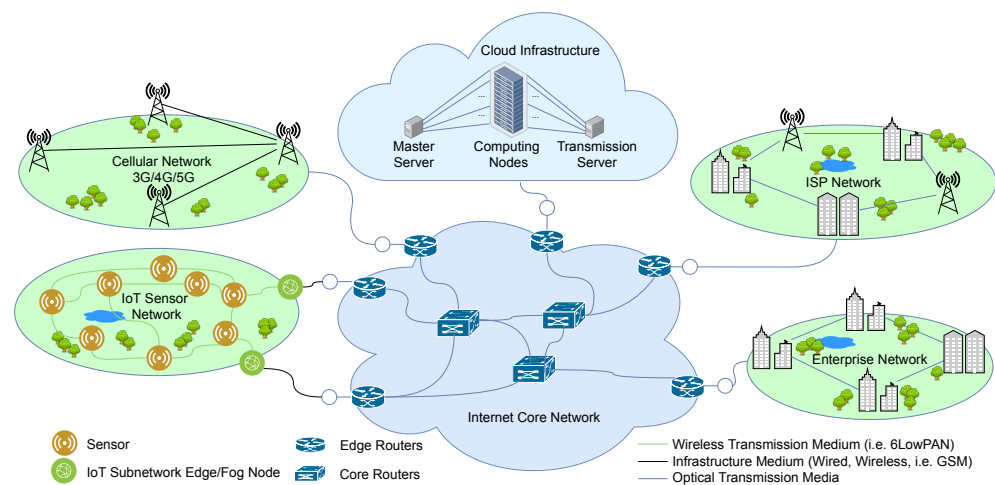 Cloud Infrastructure
...
...
...
...
Master
Server
Computing
Nodes
Transmission
Server
Cellular Network
3G/4G/5G
ISP Network
IoT Sensor
Network
Enterprise Network
Internet Core Network
Sensor
IoT Subnetwork Edge/Fog Node
Edge Routers
Core Routers
Wireless Transmission Medium (i.e. 6LowPAN)
Infrastructure Medium (Wired, Wireless, i.e. GSM)
Optical Transmission Media